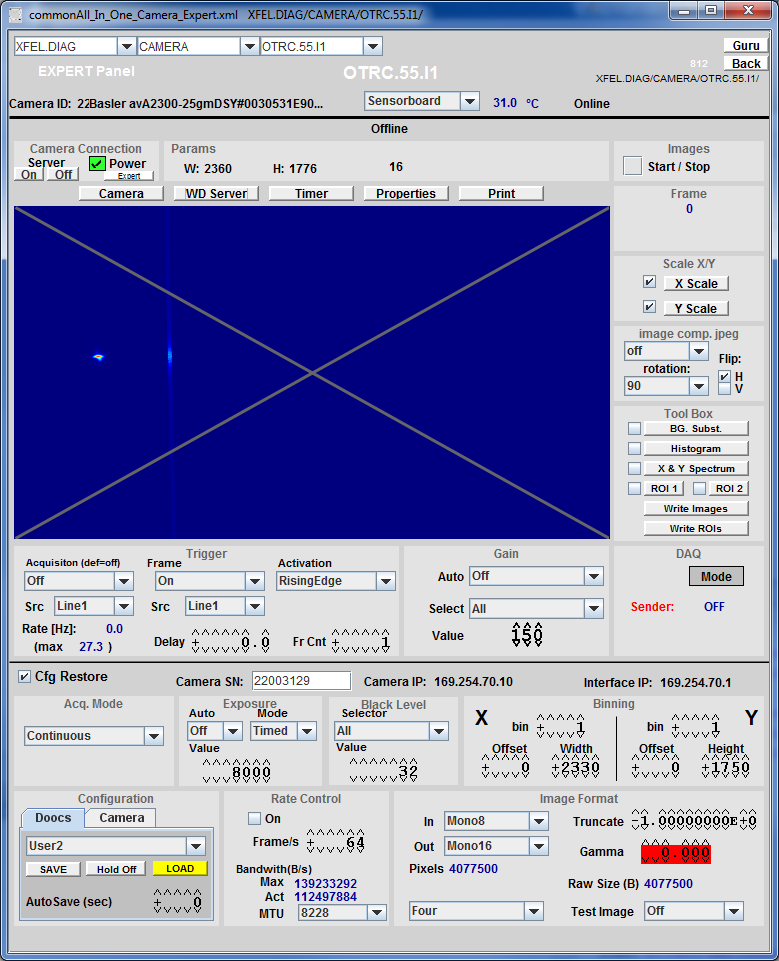 commonAll_In_One_Camera_Expert.xml XFEL.DIAG/CAMERA/OTRC.55.I1/
XFEL.DIAG CAMERA OTRC.55.I1 Guru
EXPERT Panel OTRC.55.I1 812 Back
XFEL.DIAG/CAMERA/OTRC.55.I1/
Camera ID: 22Basler avA2300-25gmDSY#0030531E90... Sensorboard 31.0 °C Online
Offline
Camera Connection Params Images
Server Power W: 2360 H: 1776 16 Start / Stop
On Off Expert
Camera WD Server Timer Properties Print Frame
0
Scale X/Y
X Scale
Y Scale
image comp. jpeg
off Flip:
rotation: H
90 V
Tool Box
BG. Subst.
Histogram
X & Y Spectrum
ROI 1 ROI 2
Write Images
Write ROIs
Trigger Gain DAQ
Acquisiton (def=off) Frame Activation
Off On RisingEdge Auto Off Mode
Src Line1 Src Line1 Select All Sender: OFF
Rate [Hz]: 0.0 Delay + 0.0 Fr Cnt + 1 Value 150
(max 27.3 )
Cfg Restore Camera SN: 22003129 Camera IP: 169.254.70.10 Interface IP: 169.254.70.1
Acq. Mode Exposure Black Level Binning
Auto Mode Selector X bin + 1 bin + 1 Y
Continuous Off Timed All
Value Value Offset Width Offset Height
8000 32 + 0 +2330 + 0 +1750
Configuration Rate Control Image Format
Doocs Camera On In Mono8 Truncate -1.00000000E+0
User2 Frame/s + 64 Out Mono16 Gamma 0.000
SAVE Hold Off LOAD Bandwith(B/s) Pixels 4077500
Max 139233292 Raw Size (B) 4077500
AutoSave (sec) + 0 Act 112497884
MTU 8228 Four Test Image Off